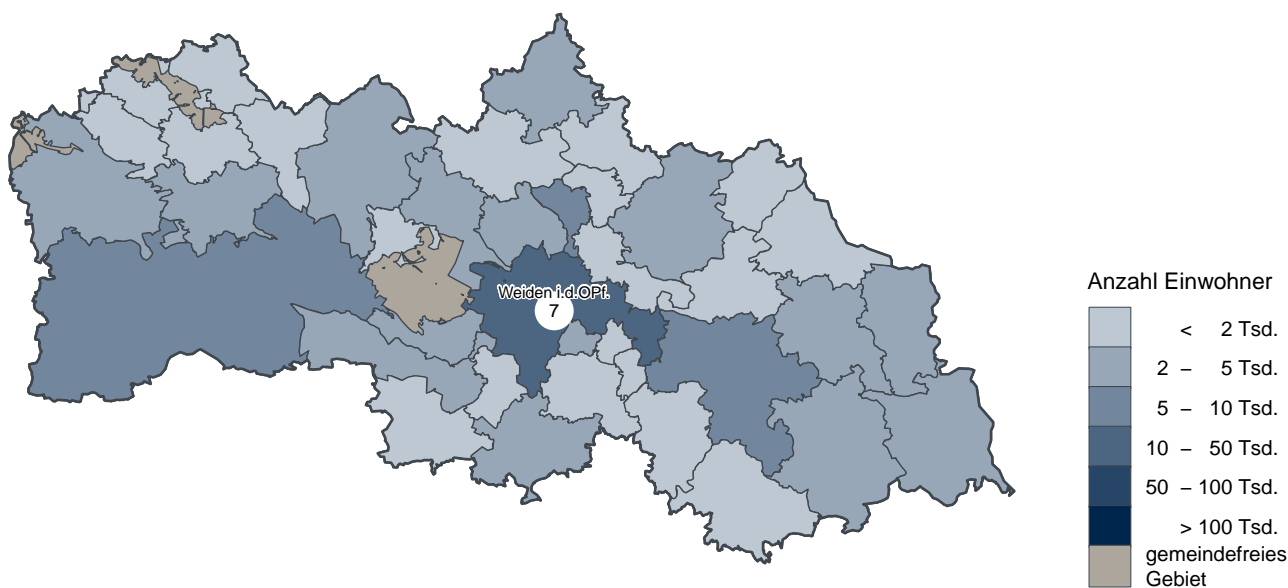 Weiden i.d.OPf.
7
Anzahl Einwohner
< 2 Tsd.
2 – 5 Tsd.
5 – 10 Tsd.
10 – 50 Tsd.
50 – 100 Tsd.
> 100 Tsd.
gemeindefreies
Gebiet